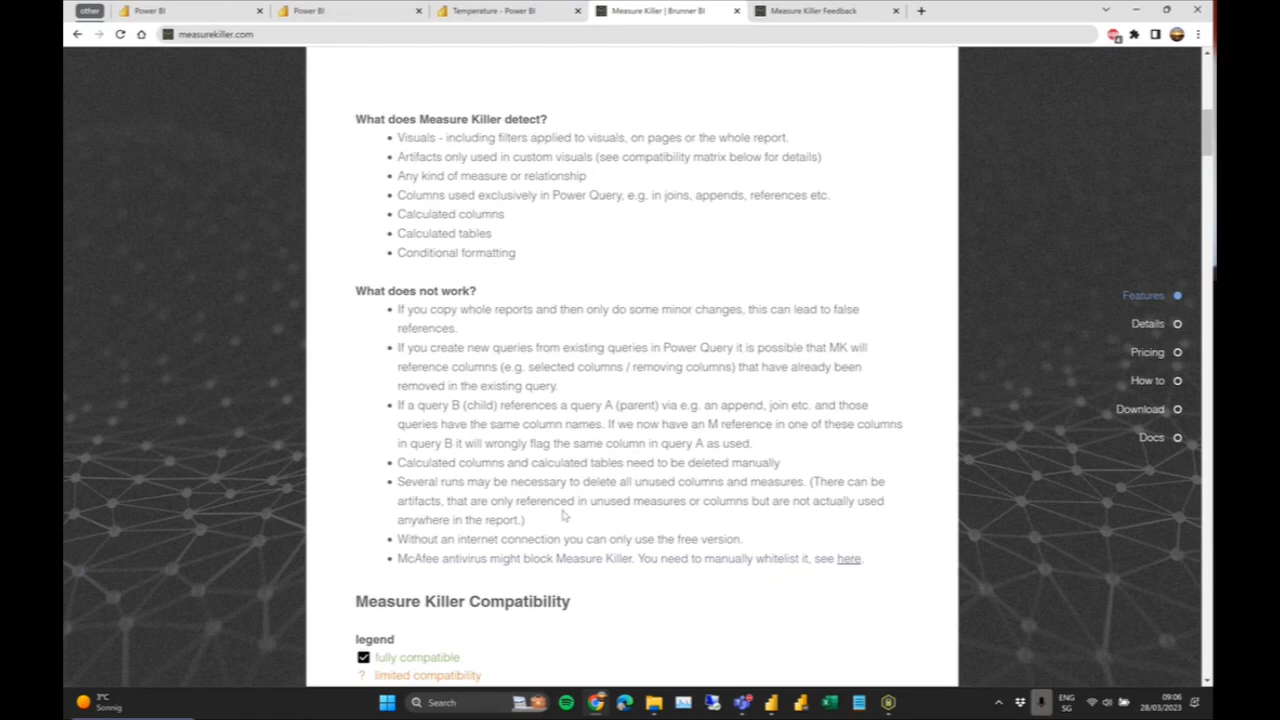 other
Power BI
Power BI
Temperature - Power BI
Measure Killer | Brunner BI
Measure Killer Feedback
measurekiller.com
What does Measure Killer detect?
• Visuals - including filters applied to visuals, on pages or the whole report.
• Artifacts only used in custom visuals (see compatibility matrix below for details)
• Any kind of measure or relationship
• Columns used exclusively in Power Query, e.g. in joins, appends, references etc.
• Calculated columns
• Calculated tables
• Conditional formatting
What does not work?
• If you copy whole reports and then only do some minor changes, this can lead to false
references.
• If you create new queries from existing queries in Power Query it is possible that MK will
reference columns (e.g. selected columns / removing columns) that have already been
removed in the existing query.
• If a query B (child) references a query A (parent) via e.g. an append, join etc. and those
queries have the same column names. If we now have an M reference in one of these columns
in query B it will wrongly flag the same column in query A as used.
• Calculated columns and calculated tables need to be deleted manually
• Several runs may be necessary to delete all unused columns and measures. (There can be
artifacts, that are only referenced in unused measures or columns but are not actually used
anywhere in the report.)
• Without an internet connection you can only use the free version.
• McAfee antivirus might block Measure Killer. You need to manually whitelist it, see here.
Measure Killer Compatibility
legend
fully compatible
? limited compatibility
Features
Details
Pricing
How to
Download
Docs
3°C
Sonnig
Search
ENG
SG
09:06
28/03/2023